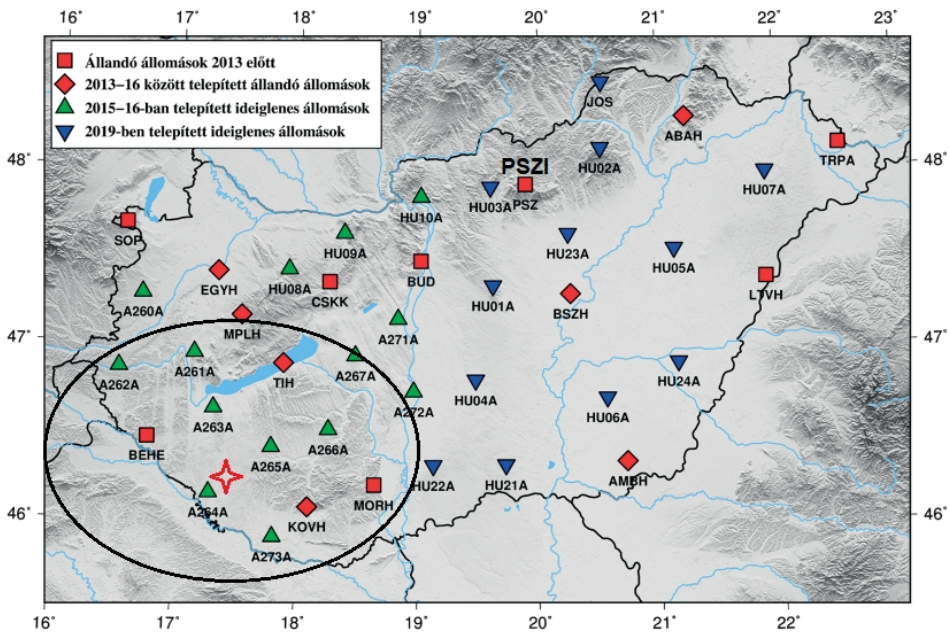 16° 17° 18° 19° 20° 21° 22° 23°
Állandó állomások 2013 előtt
2013–16 között telepített állandó állomások
2015–16-ban telepített ideiglenes állomások
2019-ben telepített ideiglenes állomások
JOS
ABAH
TRPA
48° 48°
HU02A
PSZI
HU07A
HU03A PSZ
HU10A
SOP
HU09A
HU23A
HU05A
BUD
EGYH
HU08A
CSKK
LTVH
A260A
HU01A
BSZH
MPLH
A271A
47° 47°
A261A
A262A
TIH
A267A
HU24A
HU04A
A272A
A263A
HU06A
A266A
BEHE
A265A
AMBH
HU22A
HU21A
A264A
MORH
46° 46°
KOVH
A273A
16° 17° 18° 19° 20° 21° 22°